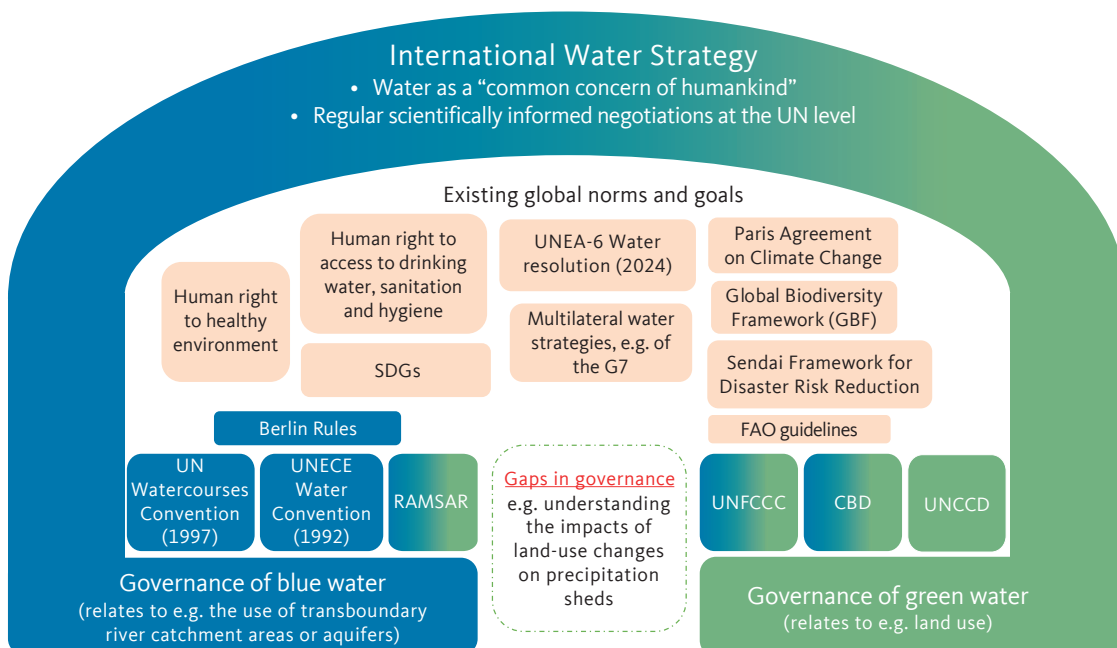 International Water Strategy
• Water as a “common concern of humankind”
• Regular scientifically informed negotiations at the UN level
Existing global norms and goals
Human right
to healthy
environment
Human right to
access to drinking
water, sanitation
and hygiene
SDGs
UNEA-6 Water
resolution (2024)
Multilateral water
strategies, e.g. of
the G7
Paris Agreement
on Climate Change
Global Biodiversity
Framework (GBF)
Sendai Framework for
Disaster Risk Reduction
FAO guidelines
Berlin Rules
UN
Watercourses
Convention
(1997)
UNECE
Water
Convention
(1992)
RAMSAR
Gaps in governance
e.g. understanding
the impacts of
land-use changes
on precipitation
sheds
UNFCCC
CBD
UNCCD
Governance of blue water
(relates to e.g. the use of transboundary
river catchment areas or aquifers)
Governance of green water
(relates to e.g. land use)